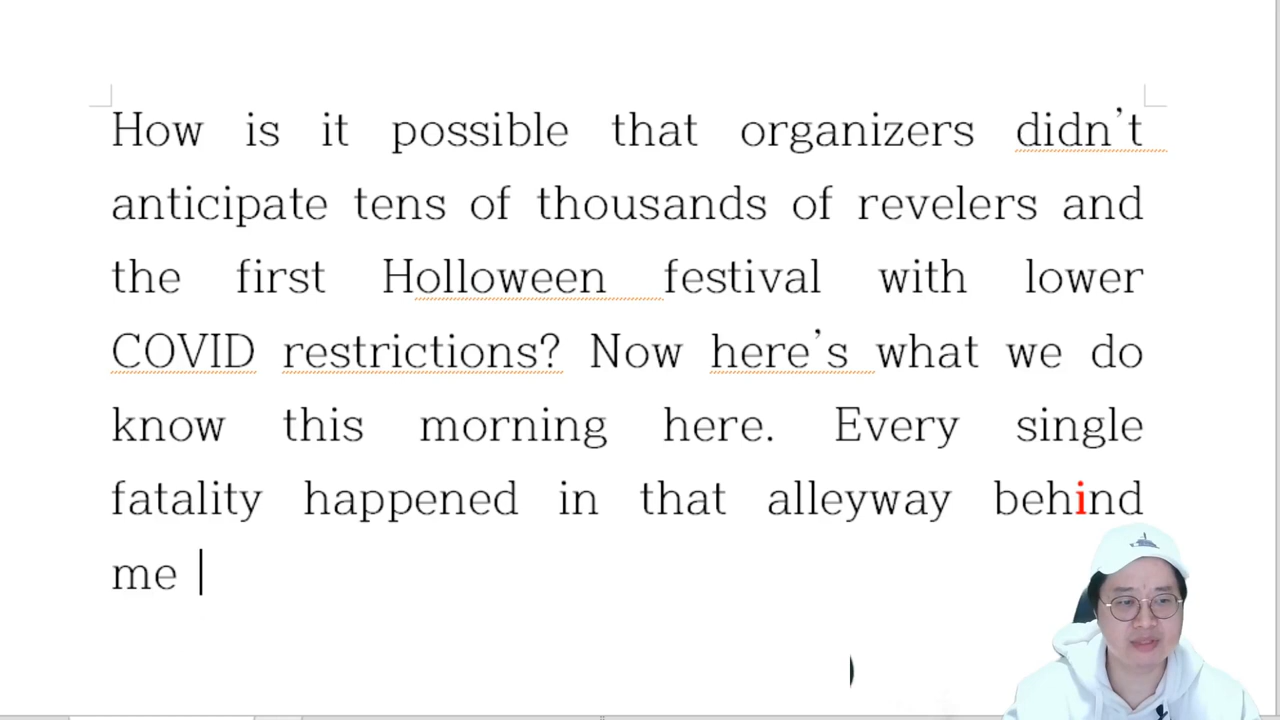 How is it possible that organizers didn't
anticipate tens of thousands of revelers and
the first Holloween festival with lower
COVID restrictions? Now here's what we do
know this morning here. Every single
fatality happened in that alleyway behind
me